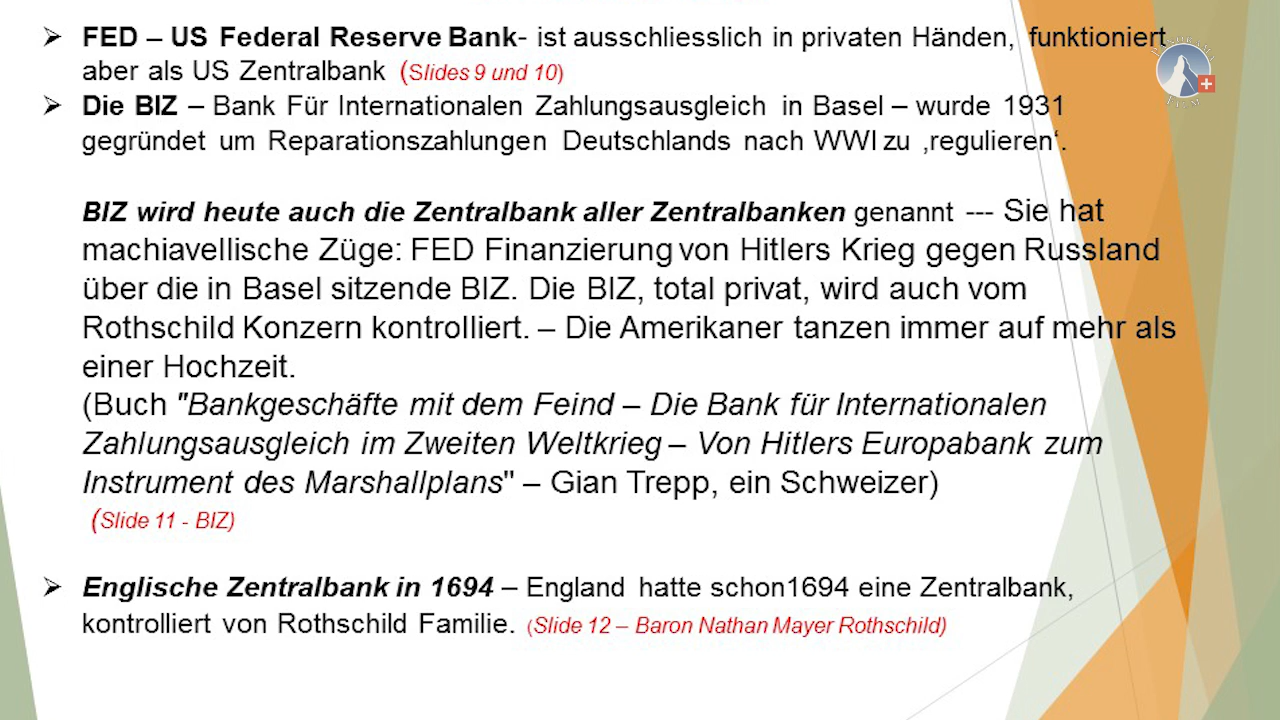 ➢ FED – US Federal Reserve Bank- ist ausschliesslich in privaten Händen, funktioniert
aber als US Zentralbank (Slides 9 und 10)
➢ Die BIZ – Bank Für Internationalen Zahlungsausgleich in Basel – wurde 1931
gegründet um Reparationszahlungen Deutschlands nach WWI zu ‚regulieren‘.
BIZ wird heute auch die Zentralbank aller Zentralbanken genannt --- Sie hat
machiavellische Züge: FED Finanzierung von Hitlers Krieg gegen Russland
über die in Basel sitzende BIZ. Die BIZ, total privat, wird auch vom
Rothschild Konzern kontrolliert. – Die Amerikaner tanzen immer auf mehr als
einer Hochzeit.
(Buch "Bankgeschäfte mit dem Feind – Die Bank für Internationalen
Zahlungsausgleich im Zweiten Weltkrieg – Von Hitlers Europabank zum
Instrument des Marshallplans" – Gian Trepp, ein Schweizer)
(Slide 11 - BIZ)
➢ Englische Zentralbank in 1694 – England hatte schon1694 eine Zentralbank,
kontrolliert von Rothschild Familie. (Slide 12 – Baron Nathan Mayer Rothschild)